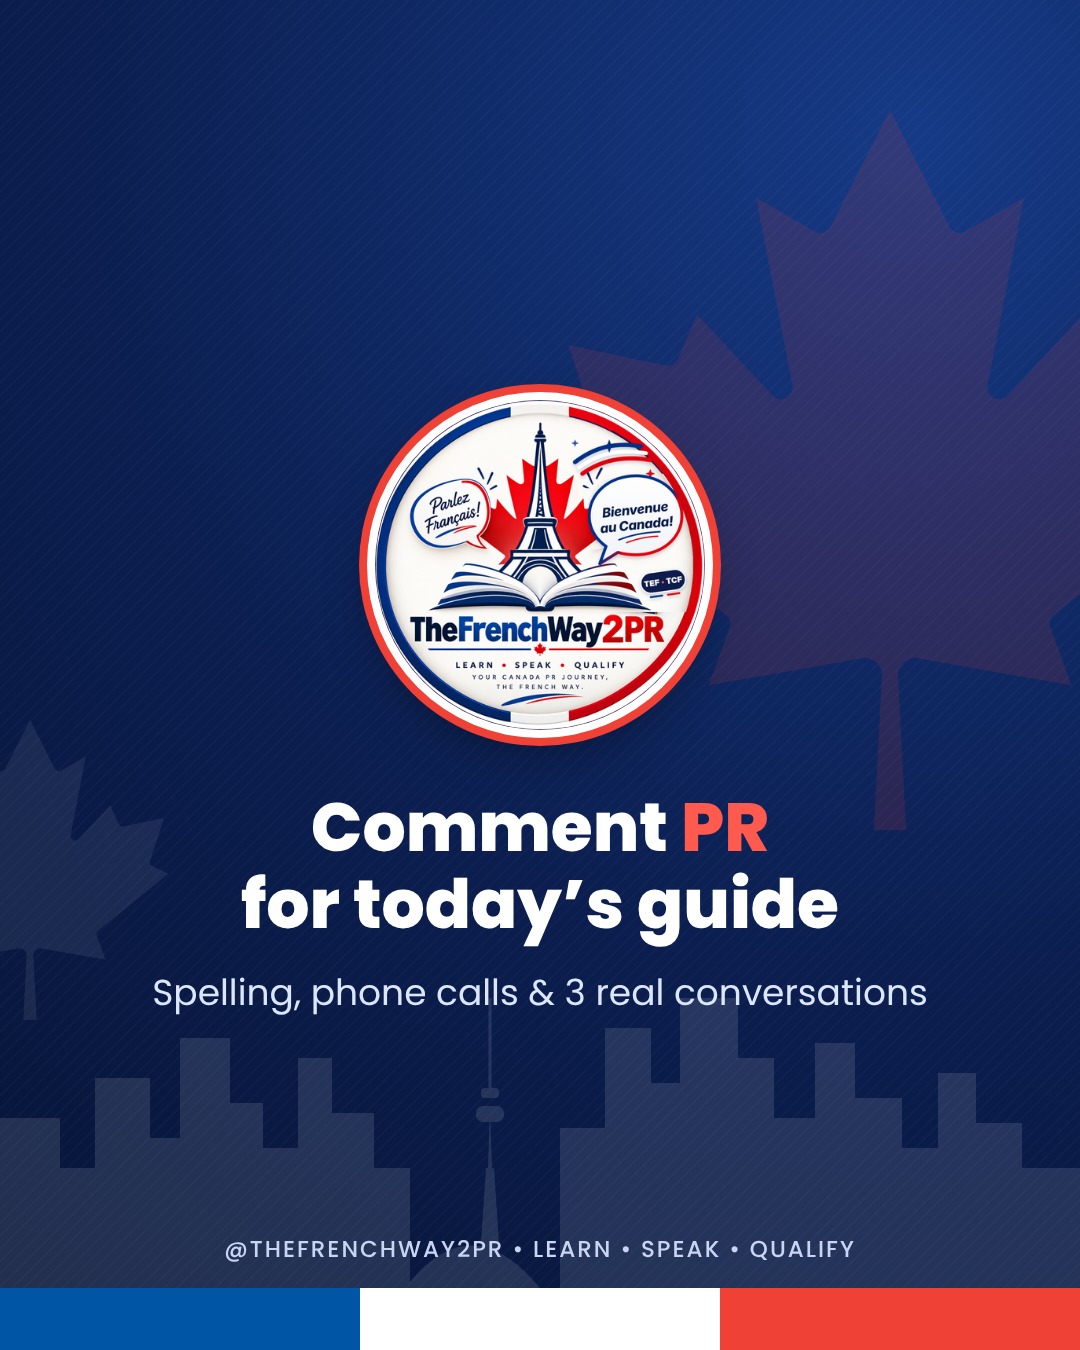 Parlez
Français!
Bienvenue
au Canada!
TEF • TCF
TheFrenchWay2PR
LEARN • SPEAK • QUALIFY
YOUR CANADA PR JOURNEY,
THE FRENCH WAY.
Comment PR
for today’s guide
Spelling, phone calls & 3 real conversations
@THEFRENCHWAY2PR • LEARN • SPEAK • QUALIFY